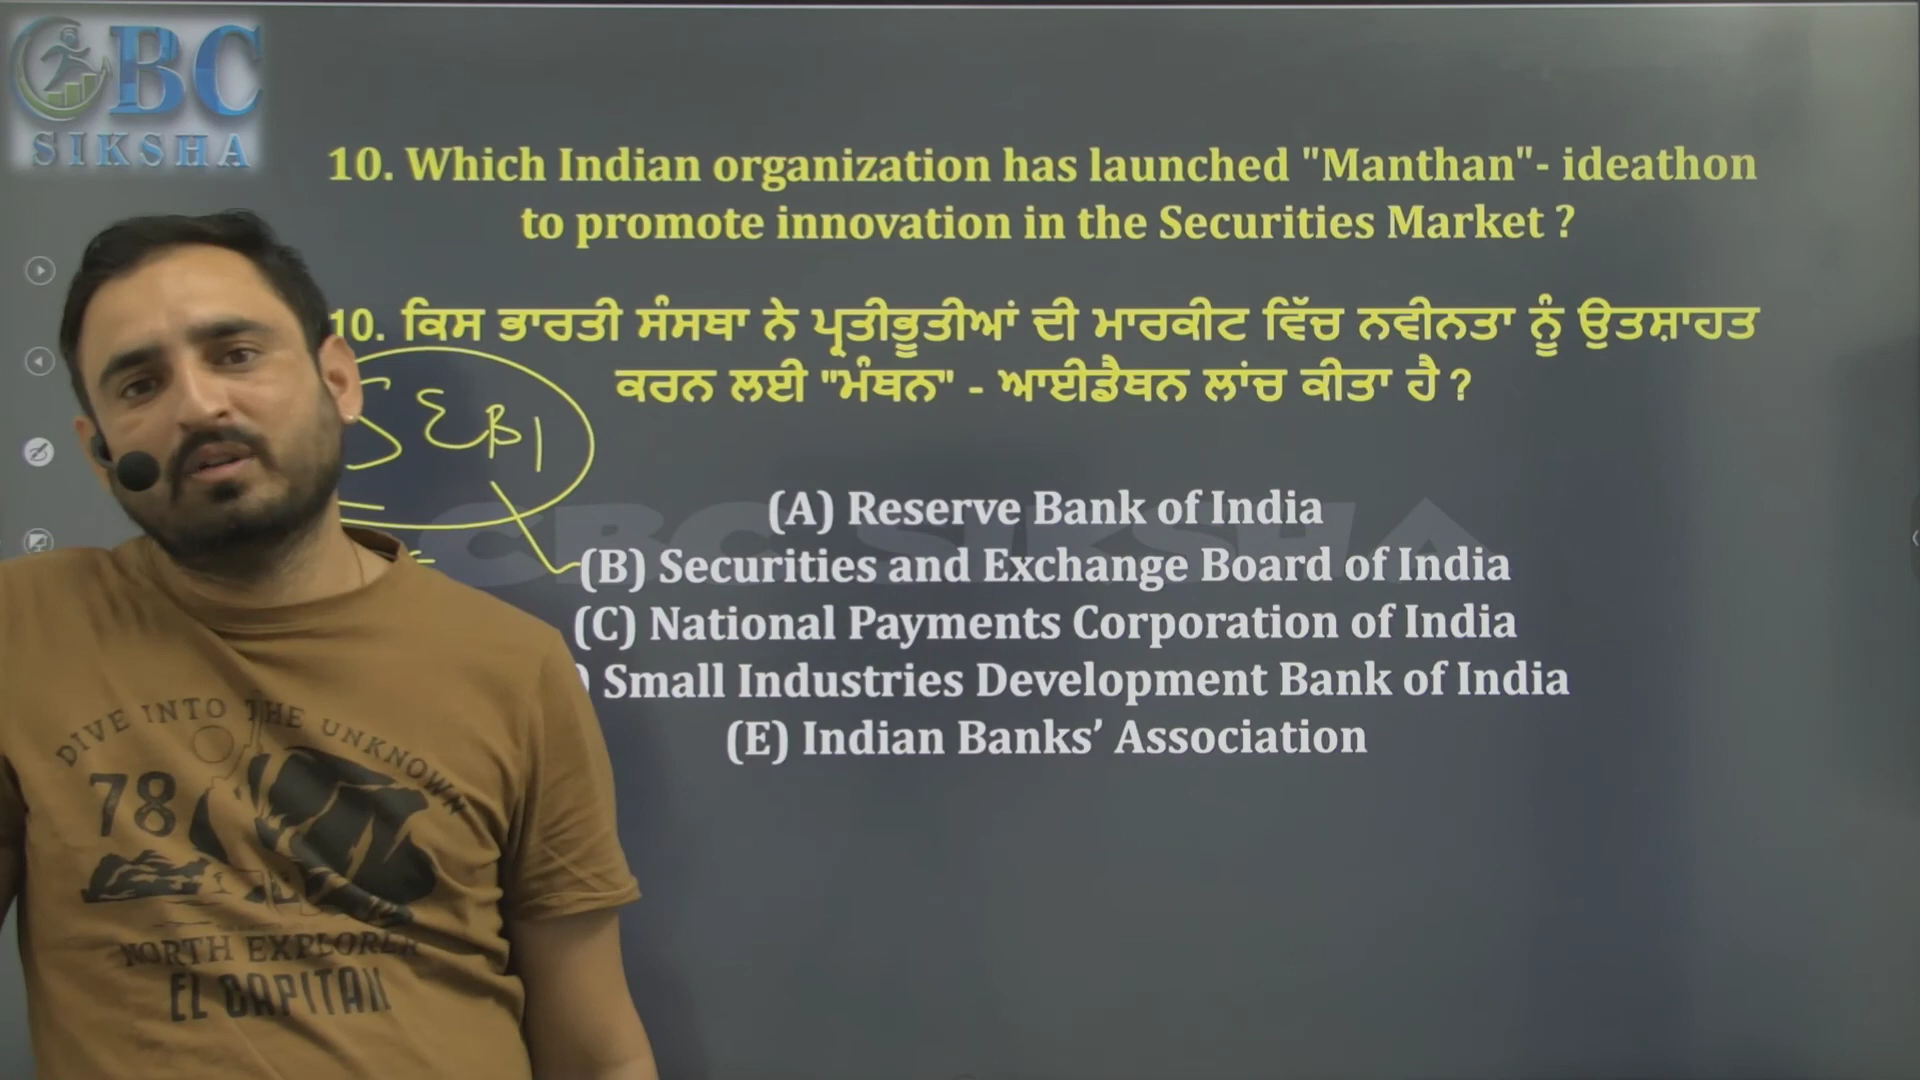 CBC
SIKSHA
10. Which Indian organization has launched "Manthan"- ideathon
to promote innovation in the Securities Market ?
10. ਕਿਸ ਭਾਰਤੀ ਸੰਸਥਾ ਨੇ ਪ੍ਰਤੀਭੂਤੀਆਂ ਦੀ ਮਾਰਕੀਟ ਵਿੱਚ ਨਵੀਨਤਾ ਨੂੰ ਉਤਸ਼ਾਹਤ
ਕਰਨ ਲਈ "ਮੰਥਨ" - ਆਈਡੈਥਨ ਲਾਂਚ ਕੀਤਾ ਹੈ ?
SEBI
CBC SIKSHA
(A) Reserve Bank of India
(B) Securities and Exchange Board of India
(C) National Payments Corporation of India
) Small Industries Development Bank of India
(E) Indian Banks’ Association
DIVE INTO THE UNKNOWN
78
NORTH EXPLORER
EL CAPITAN